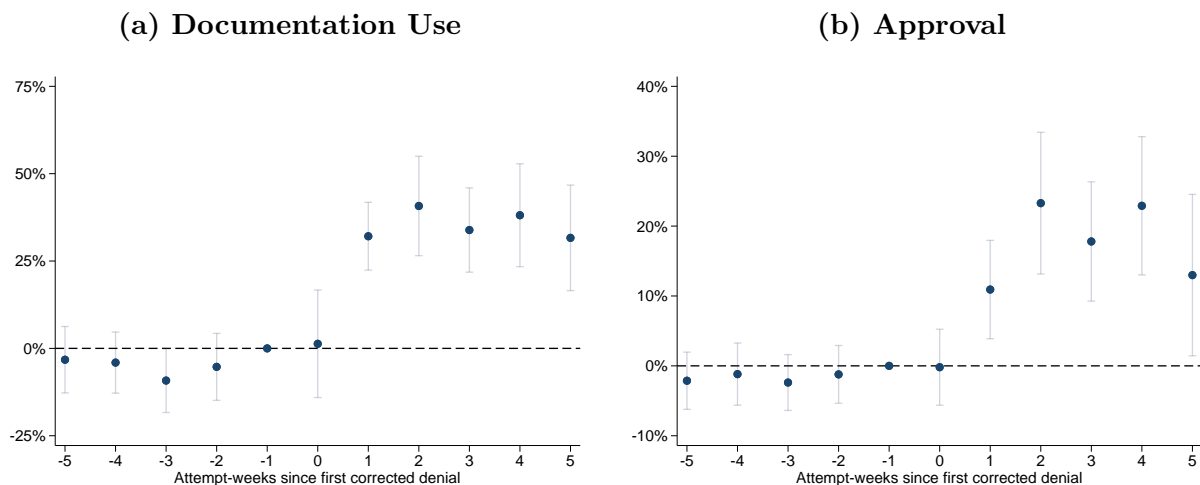 (a) Documentation Use
75%
50%
25%
0%
-25%
-5 -4 -3 -2 -1 0 1 2 3 4 5
Attempt-weeks since first corrected denial
(b) Approval
40%
30%
20%
10%
0%
-10%
-5 -4 -3 -2 -1 0 1 2 3 4 5
Attempt-weeks since first corrected denial